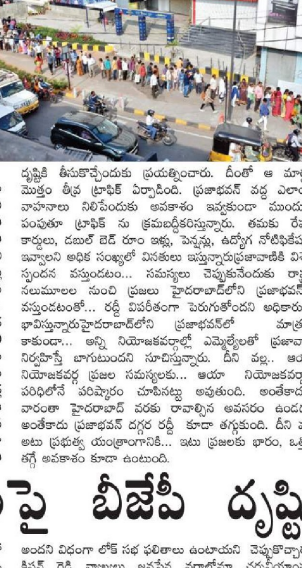 దృష్టికి తీసుకొచ్చేందుకు ప్రయత్నించారు. దీంతో ఆ మార్గ
మొత్తం తీవ్ర ట్రాఫిక్ ఏర్పాడింది. ప్రజాభవన్ వద్ద ఎలాం
వాహనాలు నిలిపేందుకు అవకాశం ఇవ్వకుండా ముందు
పంపుతూ ట్రాఫిక్ ను క్రమబద్ధీకరిస్తున్నారు. తమకు రే
కార్డులు, డబుల్ బెడ్ రూం ఇళ్లు, పెన్షన్లు, ఉద్యోగ నోటిఫికేష
ఇవ్వాలని అధిక సంఖ్యలో వినతులు ఇస్తున్నారుప్రజావాణికి విశే
స్పందన వస్తుండటం... సమస్యలు చెప్పుకునేందుకు రాష్ట్ర
నలుమూలల నుంచి ప్రజలు హైదరాబాద్‌లోని ప్రజాభవన్‌
వస్తుండటంతో... రద్దీ విపరీతంగా పెరుగుతోందని అధికారు
భావిస్తున్నారుహైదరాబాద్‌లోని ప్రజాభవన్‌లో మాత్ర
కాకుండా... అన్ని నియోజకవర్గాల్లో ఎమ్మెల్యేలతో ప్రజావా
నిర్వహిస్తే బాగుటుందని సూచిస్తున్నారు. దీని వల్ల.. ఆయ
నియోజకవర్గ ప్రజల సమస్యలకు... ఆయా నియోజకవర్గ
పరిధిలోనే పరిష్కారం చూపినట్టు అవుతుంది. అంతేకాదు
వారంతా హైదరాబాద్ వరకు రావాల్సిన అవసరం ఉండద
అంతేకాదు ప్రజాభవన్ దగ్గర రద్దీ కూడా తగ్గుకుంది. దీని వ
అటు ప్రభుత్వ యంత్రాంగానికి... ఇటు ప్రజలకు భారం, ఒత్తి
తగ్గే అవకాశం కూడా ఉంటుంది.
పై బీజేపీ దృష్టి
అందని విధంగా లోక్ సభ ఫలితాలు ఉంటాయని చెప్పుకొచ్చారు